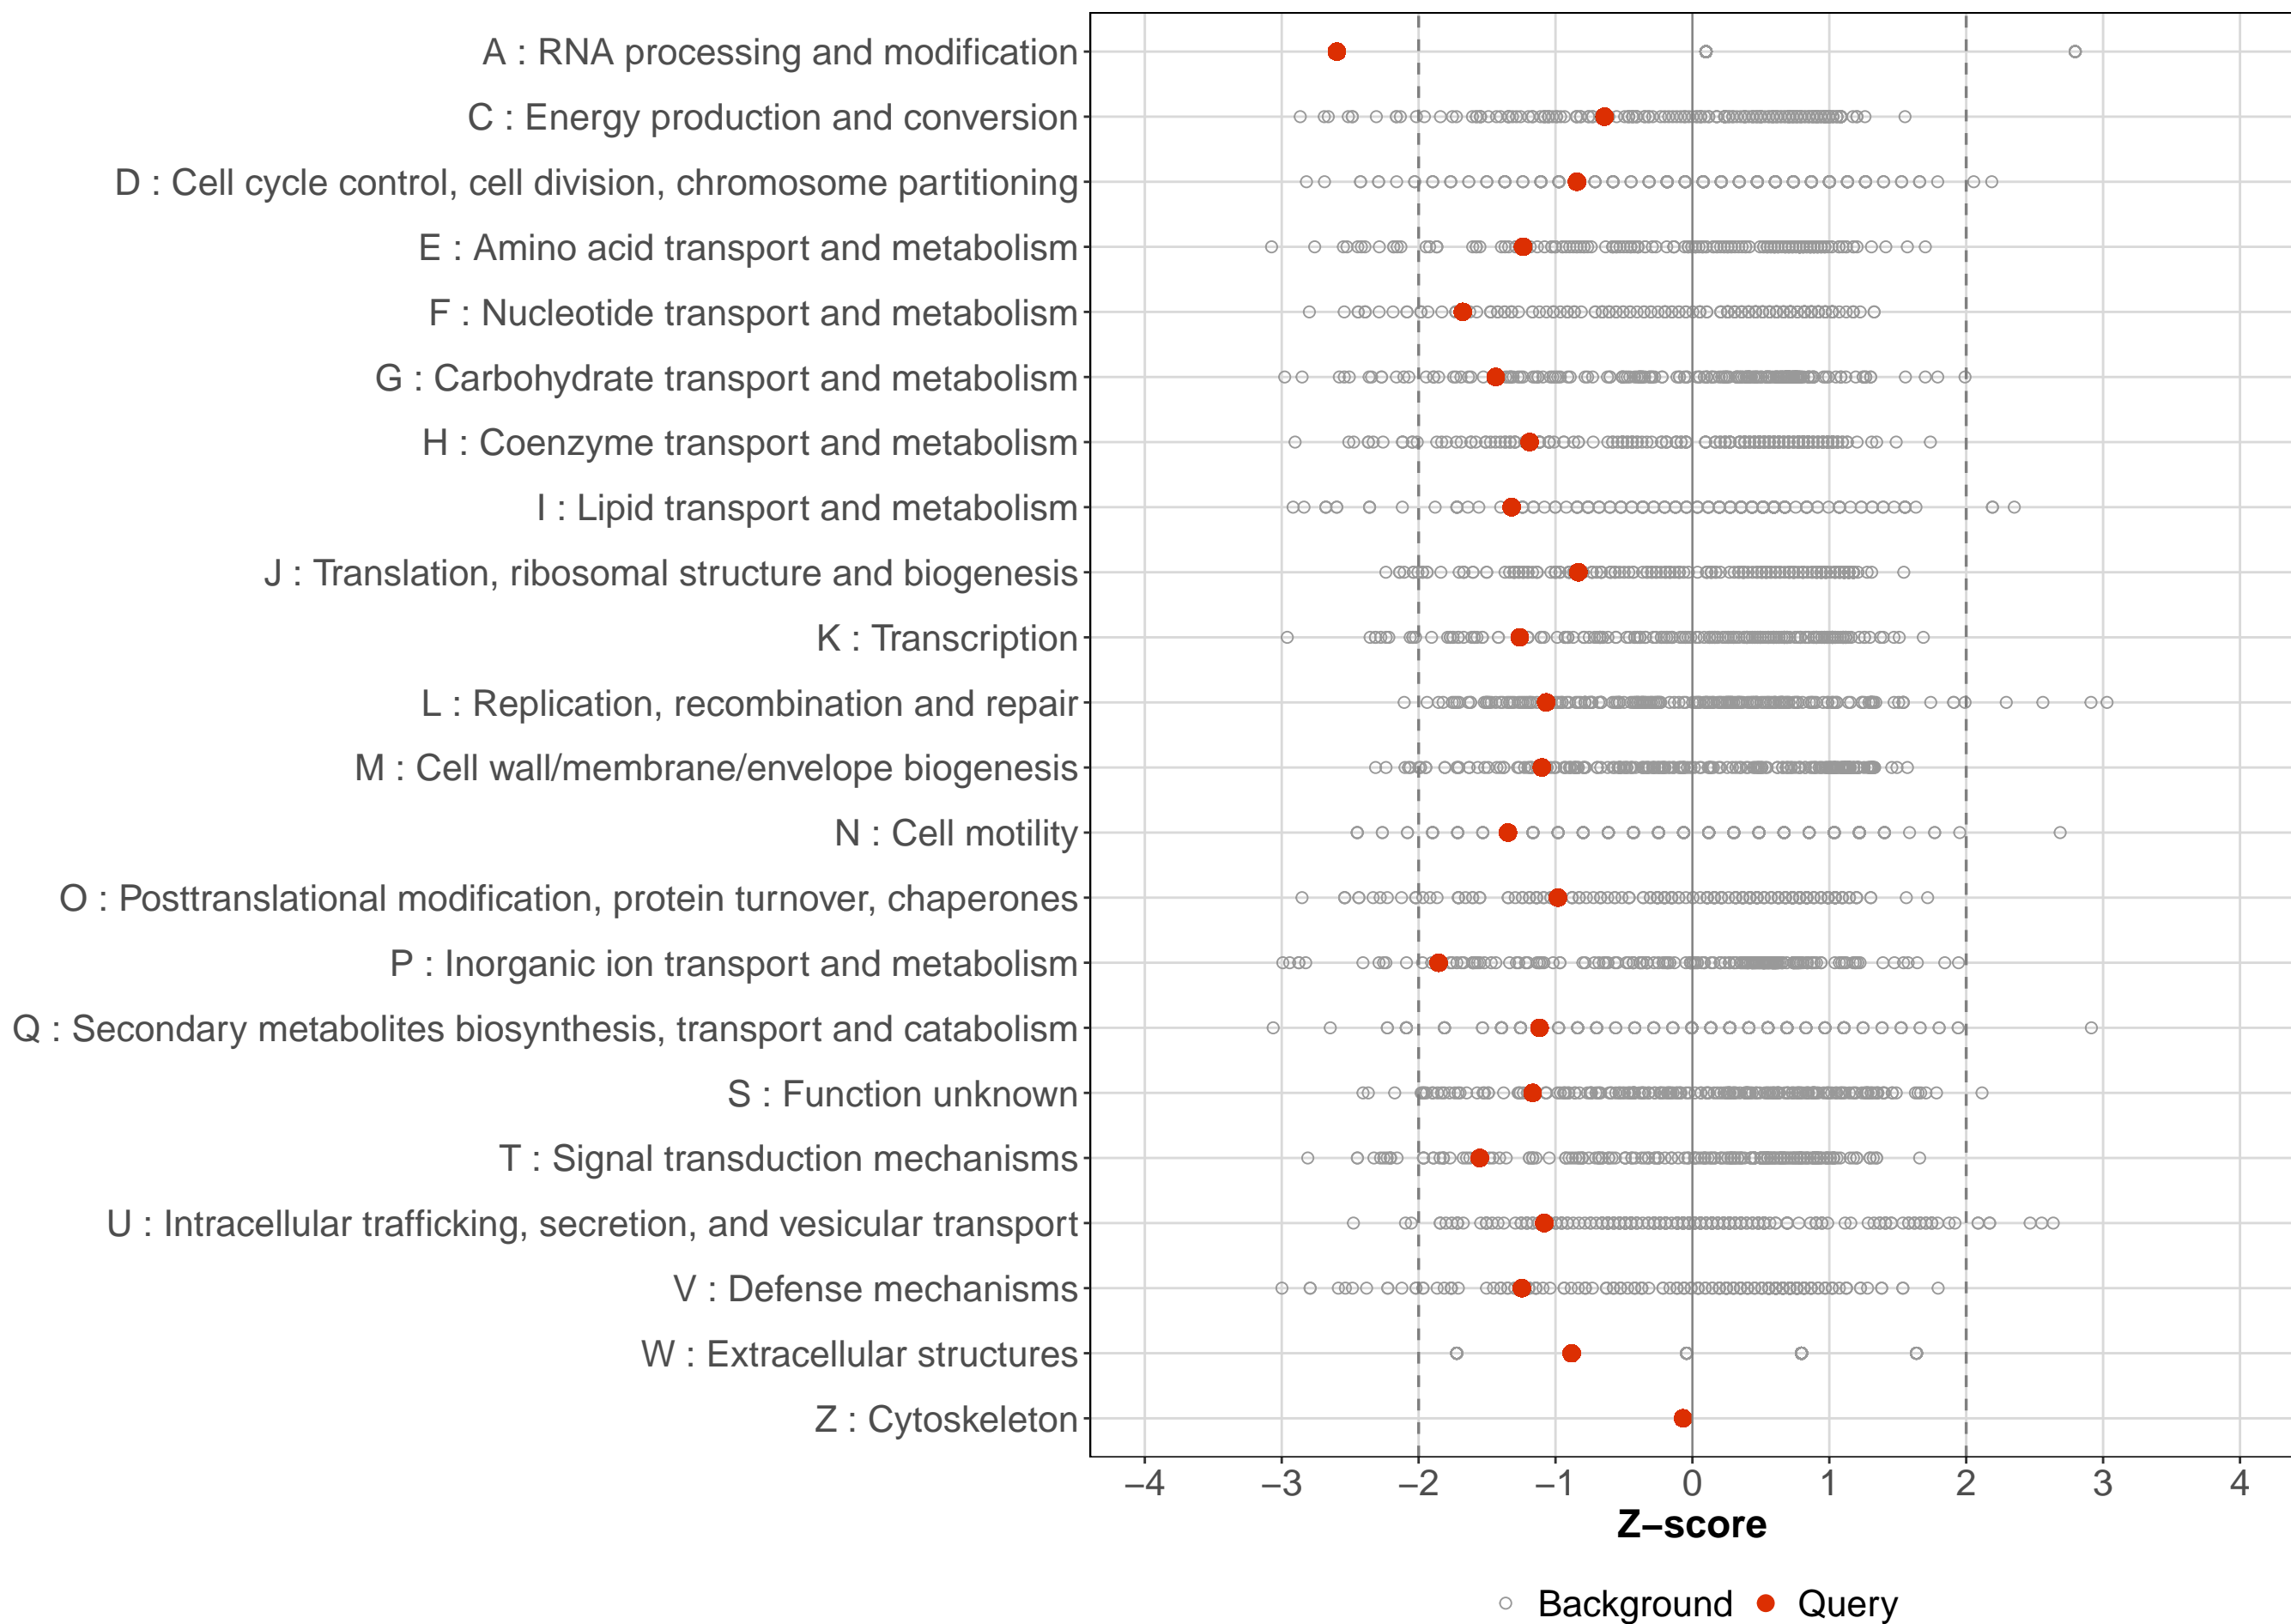 A : RNA processing and modification
C : Energy production and conversion
D : Cell cycle control, cell division, chromosome partitioning
E : Amino acid transport and metabolism
F : Nucleotide transport and metabolism
G : Carbohydrate transport and metabolism
H : Coenzyme transport and metabolism
I : Lipid transport and metabolism
J : Translation, ribosomal structure and biogenesis
K : Transcription
L : Replication, recombination and repair
M : Cell wall/membrane/envelope biogenesis
N : Cell motility
O : Posttranslational modification, protein turnover, chaperones
P : Inorganic ion transport and metabolism
Q : Secondary metabolites biosynthesis, transport and catabolism
S : Function unknown
T : Signal transduction mechanisms
U : Intracellular trafficking, secretion, and vesicular transport
V : Defense mechanisms
W : Extracellular structures
Z : Cytoskeleton
−4 −3 −2 −1 0 1 2 3 4
Z−score
Background Query